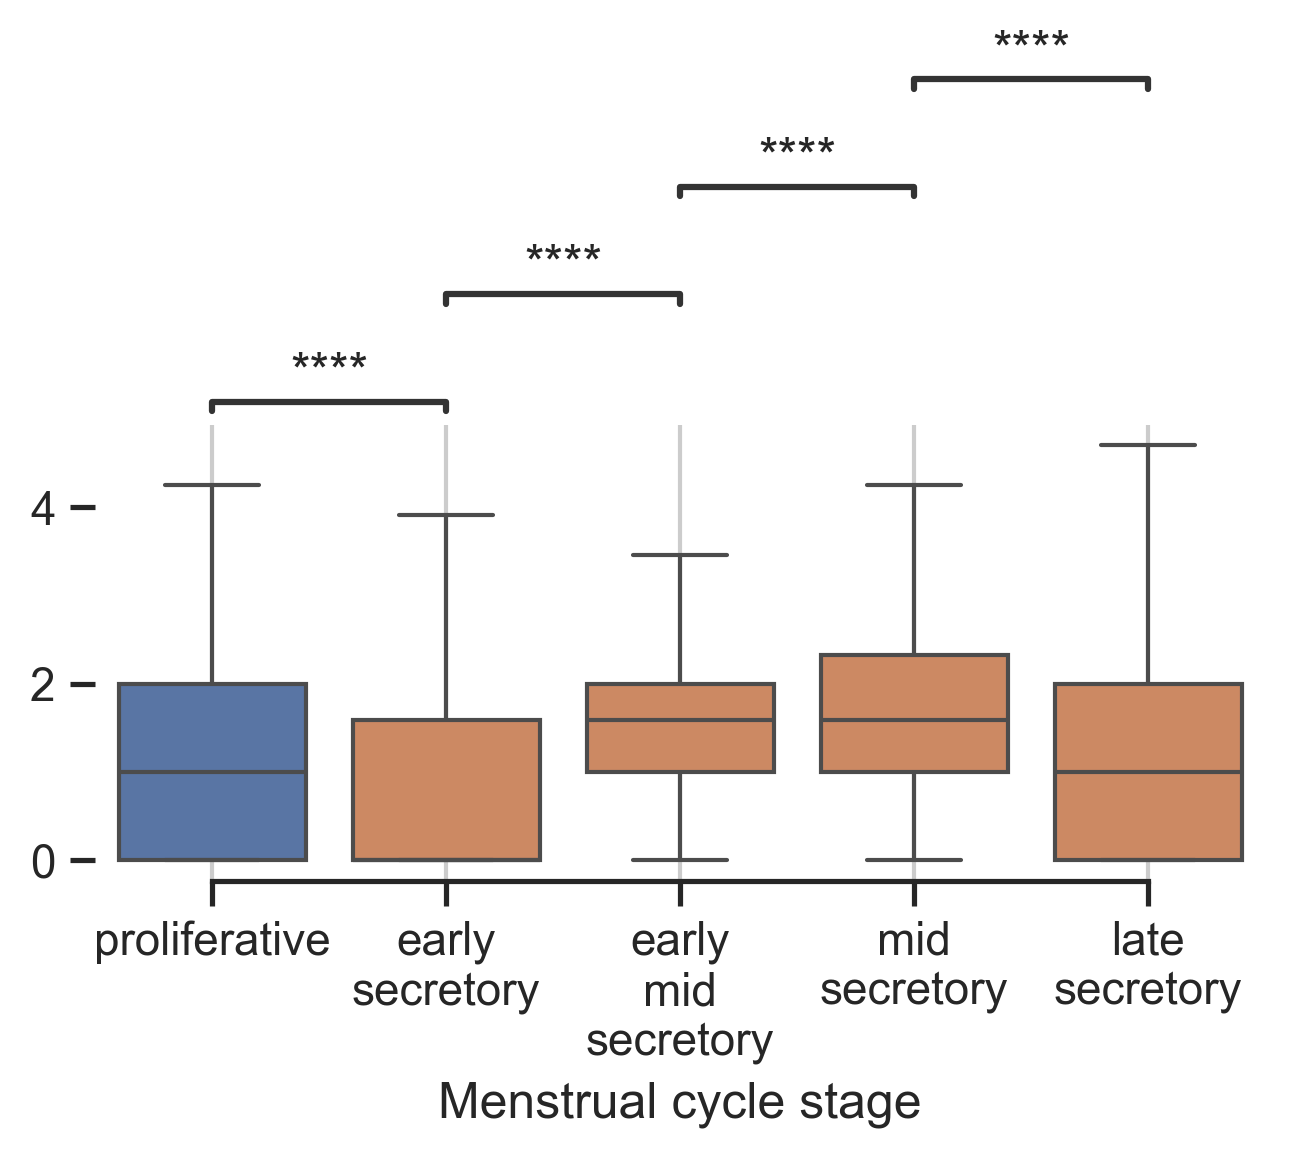 ****
****
****
****
4
2
0
proliferative
early
secretory
early
mid
secretory
mid
secretory
late
secretory
Menstrual cycle stage